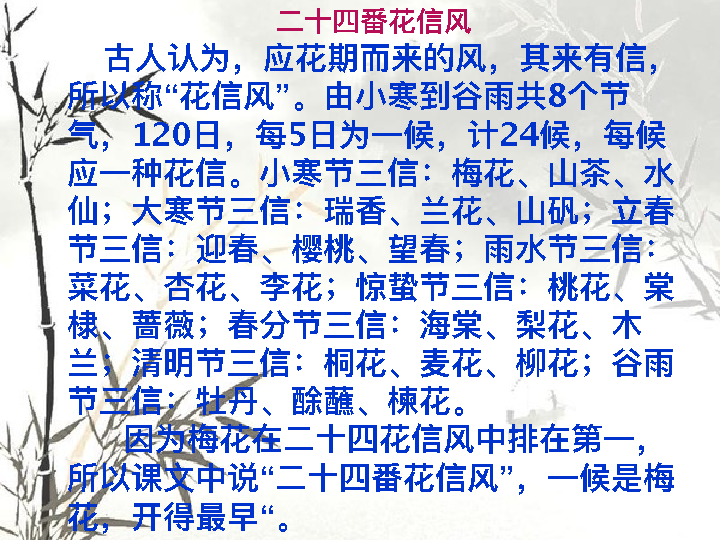 二十四番花信风
古人认为，应花期而来的风，其来有信，
所以称“花信风”。由小寒到谷雨共8个节
气，120日，每5日为一候，计24候，每候
应一种花信。小寒节三信：梅花、山茶、水
仙；大寒节三信：瑞香、兰花、山矾；立春
节三信：迎春、樱桃、望春；雨水节三信：
菜花、杏花、李花；惊蛰节三信：桃花、棠
棣、蔷薇；春分节三信：海棠、梨花、木
兰；清明节三信：桐花、麦花、柳花；谷雨
节三信：牡丹、酴蘸、楝花。
因为梅花在二十四花信风中排在第一，
所以课文中说“二十四番花信风”，一候是梅
花，开得最早“。